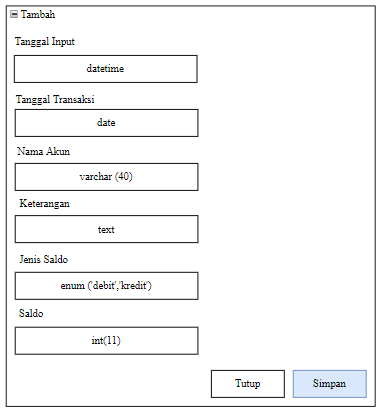 Tambah
Tanggal Input
datetime
Tanggal Transaksi
date
Nama Akun
varchar (40)
Keterangan
text
Jenis Saldo
enum ('debit','kredit')
Saldo
int(11)
Tutup
Simpan